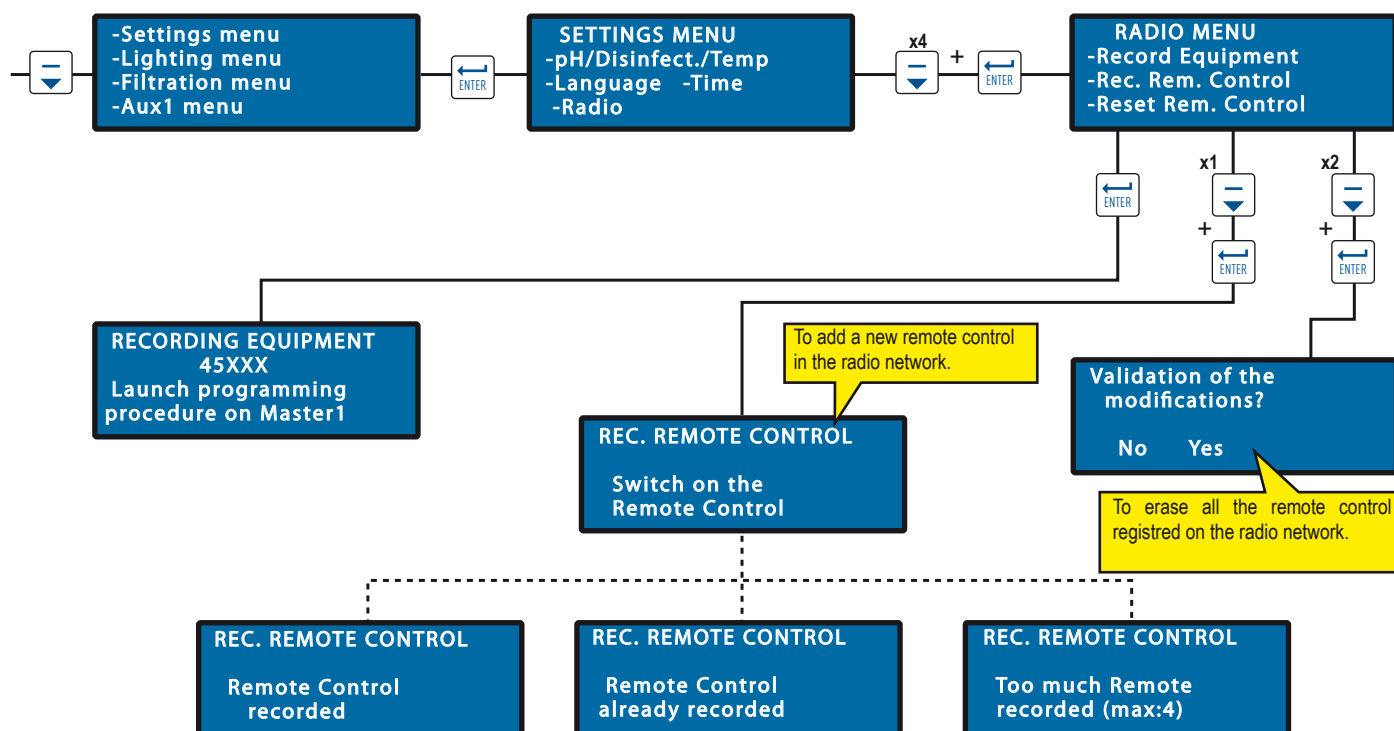 -Settings menu
-Lighting menu
-Filtration menu
-Aux1 menu
ENTER
SETTINGS MENU
-pH/Disinfect./Temp
-Language -Time
-Radio
x4
+
ENTER
RADIO MENU
-Record Equipment
-Rec. Rem. Control
-Reset Rem. Control
ENTER
x1
+
ENTER
x2
+
ENTER
RECORDING EQUIPMENT
45XXX
Launch programming
procedure on Master1
To add a new remote control
in the radio network.
REC. REMOTE CONTROL
Switch on the
Remote Control
Validation of the
modifications?
No Yes
To erase all the remote control
registred on the radio network.
REC. REMOTE CONTROL
Remote Control
recorded
REC. REMOTE CONTROL
Remote Control
already recorded
REC. REMOTE CONTROL
Too much Remote
recorded (max:4)